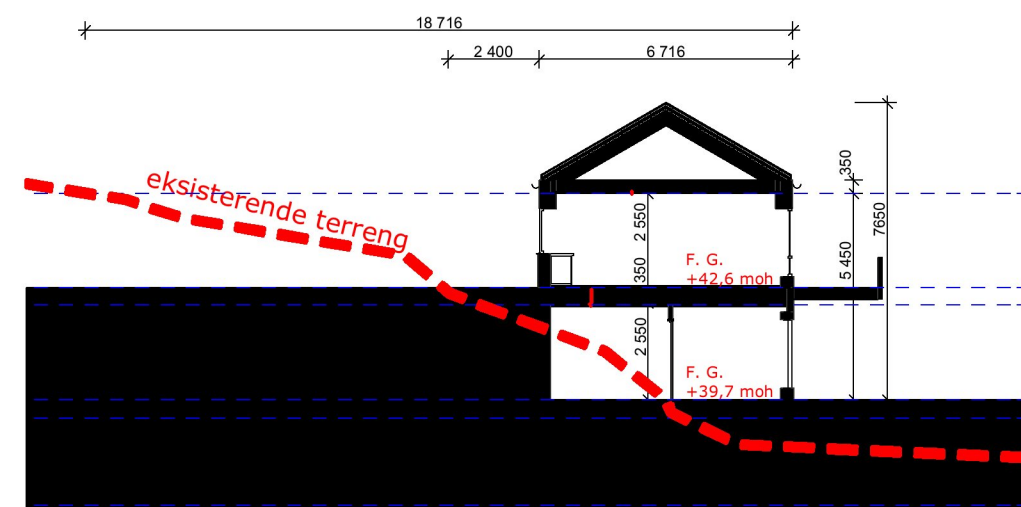 18 716
2 400
6 716
eksisterende terreng
350
7650
2 550
5 450
350
F. G.
+42,6 moh
2 550
F. G.
+39,7 moh